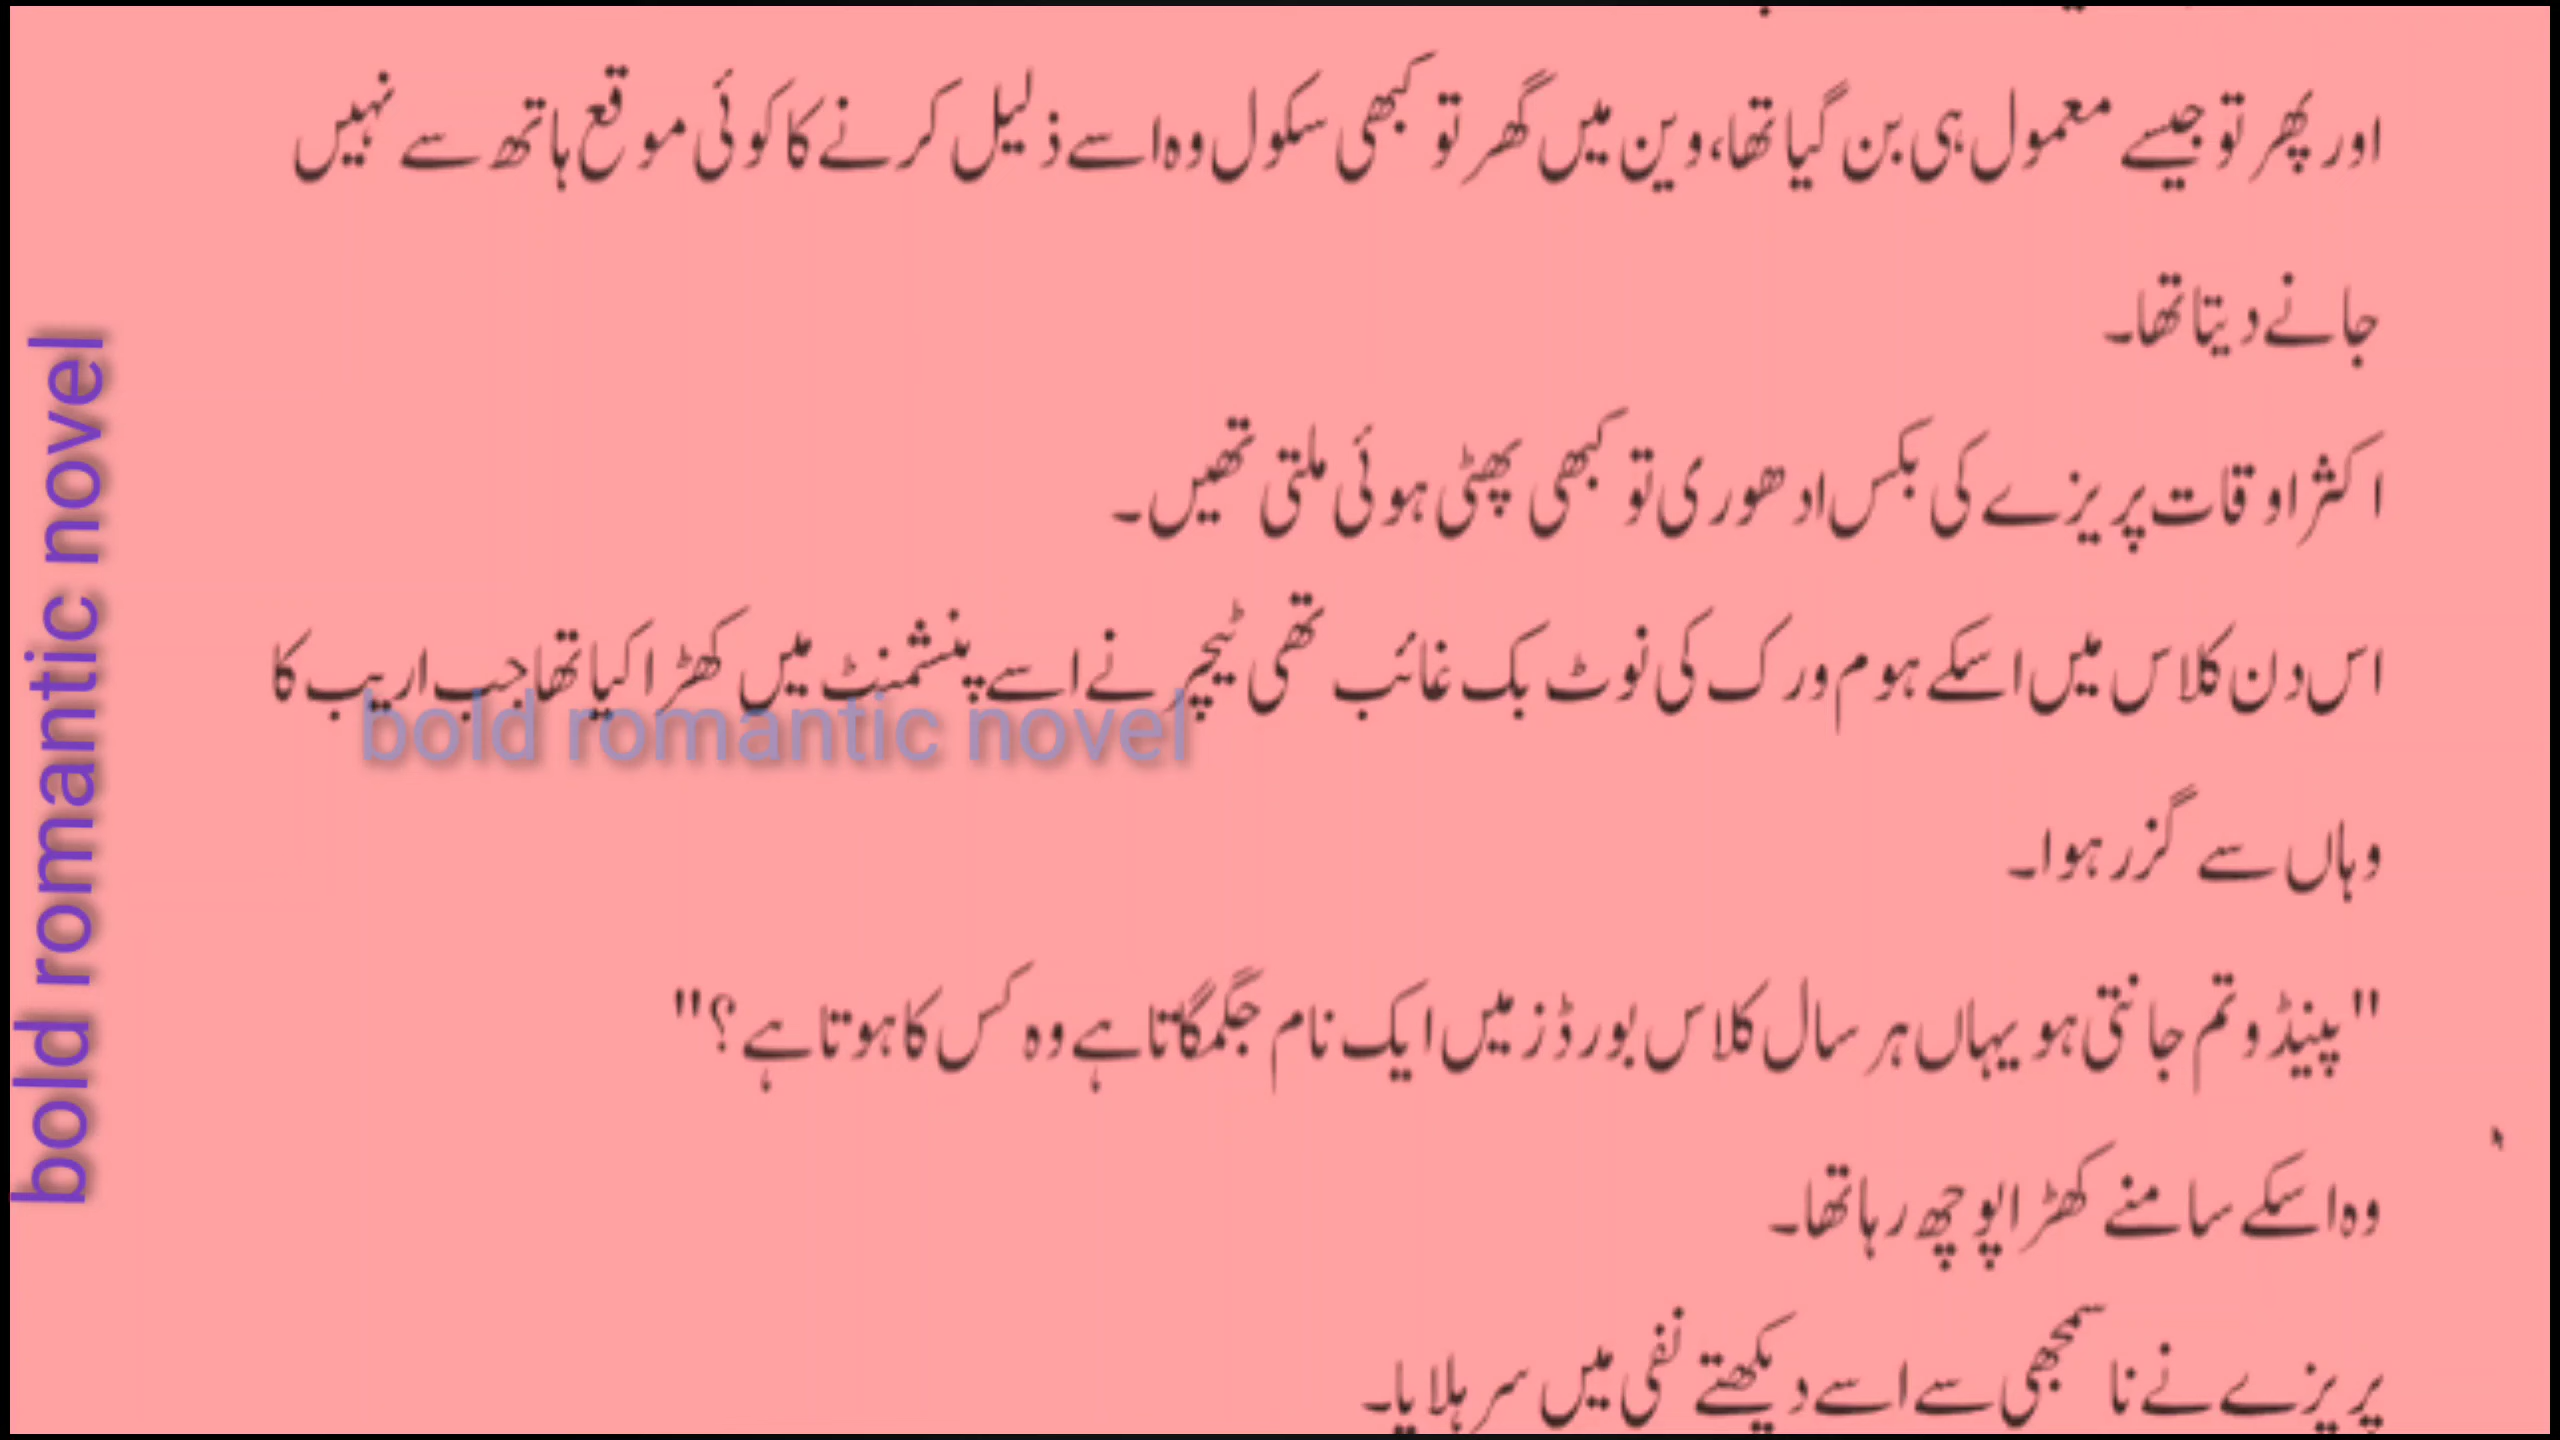 اور پھر تو جیسے معمول ہی بن گیا تھا، وین میں گھر تو کبھی سکول وہ اسے ذلیل کرنے کا کوئی موقع ہاتھ سے نہیں
جانے دیتا تھا۔
اکثر اوقات پریزے کی بکس ادھوری تو کبھی پھٹی ہوئی ملتی تھیں۔
اس دن کلاس میں اسکے ہوم ورک کی نوٹ بک غائب تھی ٹیچر نے اسے پنشمنٹ میں کھڑا کیا تھا جب اریب کا
وہاں سے گزر ہوا۔
"پینڈو تم جانتی ہو یہاں ہر سال کلاس بورڈز میں ایک نام جگمگاتا ہے وہ کس کا ہوتا ہے؟"
وہ اسکے سامنے کھڑا پوچھ رہا تھا۔
پریزے نے نا سمجھی سے اسے دیکھتے نفی میں سر ہلایا۔
bold romantic novel
bold romantic novel